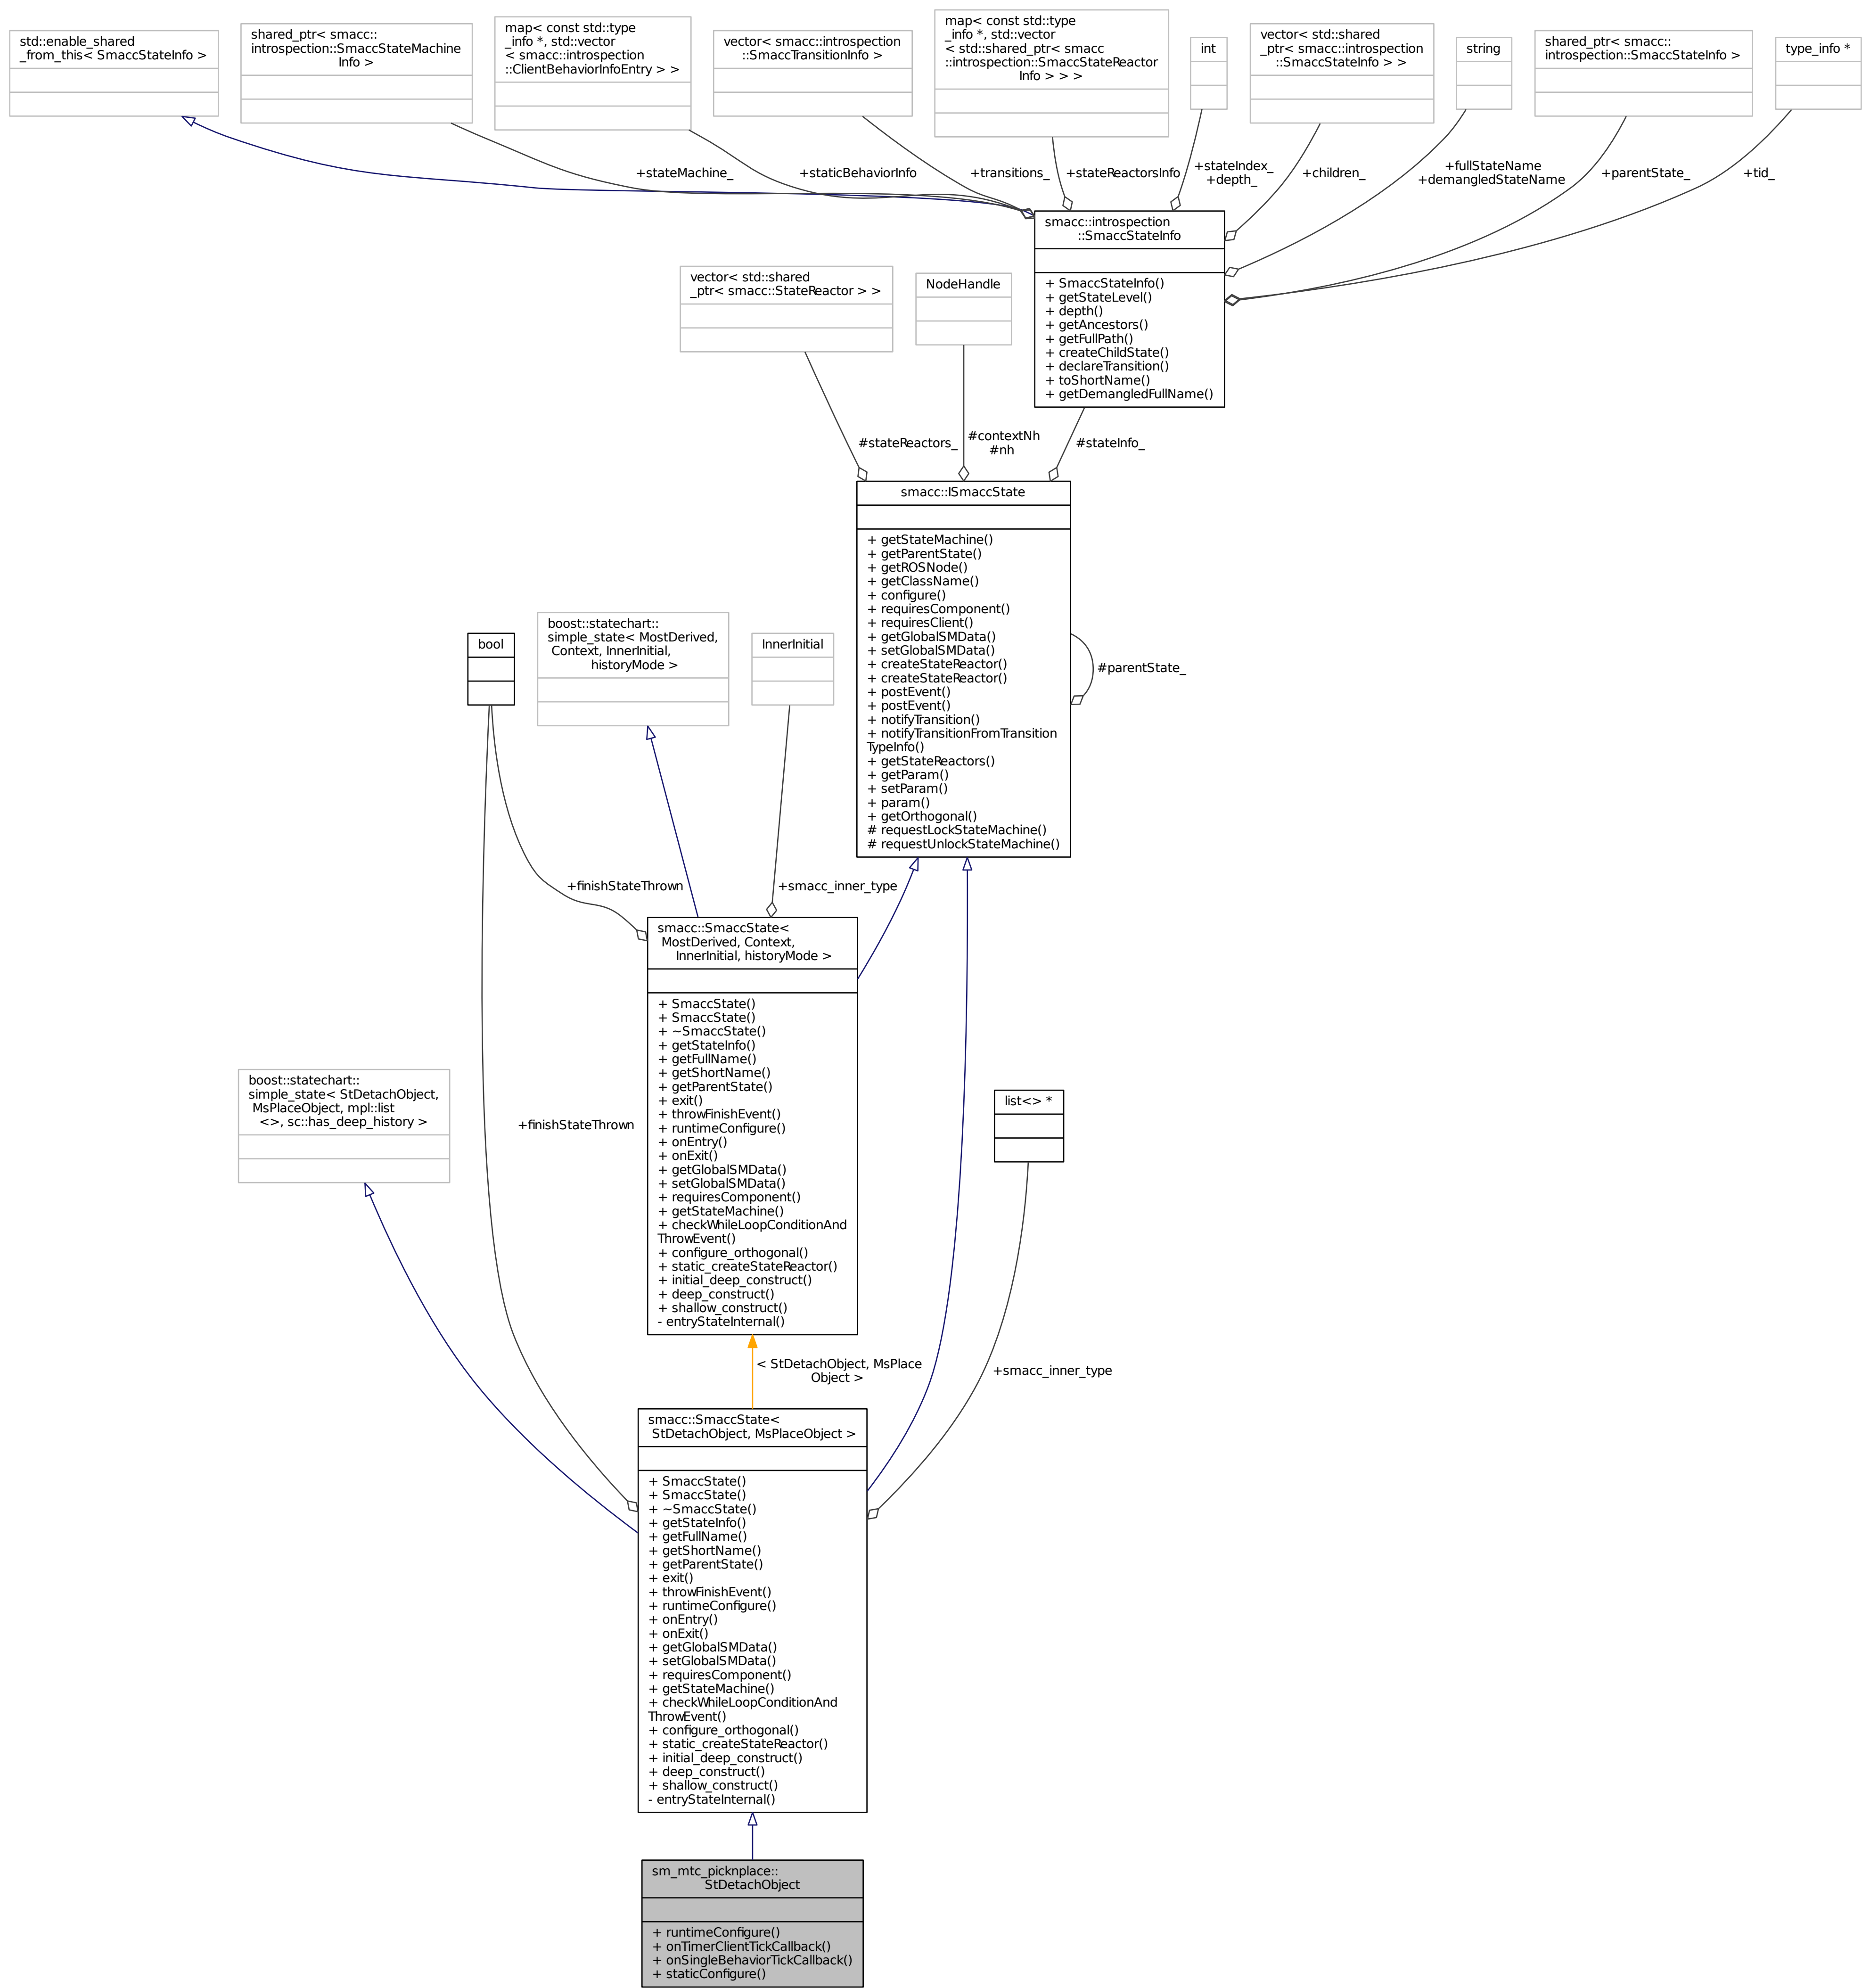 std::enable_shared
_from_this< SmaccStateInfo >
shared_ptr< smacc::
introspection::SmaccStateMachine
Info >
map< const std::type
_info *, std::vector
< smacc::introspection
::ClientBehaviorInfoEntry > >
vector< smacc::introspection
::SmaccTransitionInfo >
map< const std::type
_info *, std::vector
< std::shared_ptr< smacc
::introspection::SmaccStateReactor
Info > > >
int
vector< std::shared
_ptr< smacc::introspection
::SmaccStateInfo > >
string
shared_ptr< smacc::
introspection::SmaccStateInfo >
type_info *
+stateMachine_
+staticBehaviorInfo
+transitions_
+stateReactorsInfo
+stateIndex_
+depth_
+children_
+fullStateName
+demangledStateName
+parentState_
+tid_
smacc::introspection
::SmaccStateInfo
+ SmaccStateInfo()
+ getStateLevel()
+ depth()
+ getAncestors()
+ getFullPath()
+ createChildState()
+ declareTransition()
+ toShortName()
+ getDemangledFullName()
vector< std::shared
_ptr< smacc::StateReactor > >
NodeHandle
#stateReactors_
#contextNh
#nh
#stateInfo_
smacc::ISmaccState
+ getStateMachine()
+ getParentState()
+ getROSNode()
+ getClassName()
+ configure()
+ requiresComponent()
+ requiresClient()
+ getGlobalSMData()
+ setGlobalSMData()
+ createStateReactor()
+ createStateReactor()
+ postEvent()
+ postEvent()
+ notifyTransition()
+ notifyTransitionFromTransition
TypeInfo()
+ getStateReactors()
+ getParam()
+ setParam()
+ param()
+ getOrthogonal()
# requestLockStateMachine()
# requestUnlockStateMachine()
#parentState_
bool
boost::statechart::
simple_state< MostDerived,
Context, InnerInitial,
historyMode >
InnerInitial
+finishStateThrown
+smacc_inner_type
smacc::SmaccState<
MostDerived, Context,
InnerInitial, historyMode >
+ SmaccState()
+ SmaccState()
+ ~SmaccState()
+ getStateInfo()
+ getFullName()
+ getShortName()
+ getParentState()
+ exit()
+ throwFinishEvent()
+ runtimeConfigure()
+ onEntry()
+ onExit()
+ getGlobalSMData()
+ setGlobalSMData()
+ requiresComponent()
+ getStateMachine()
+ checkWhileLoopConditionAnd
ThrowEvent()
+ configure_orthogonal()
+ static_createStateReactor()
+ initial_deep_construct()
+ deep_construct()
+ shallow_construct()
- entryStateInternal()
boost::statechart::
simple_state< StDetachObject,
MsPlaceObject, mpl::list
<>, sc::has_deep_history >
+finishStateThrown
list<> *
< StDetachObject, MsPlace
Object >
+smacc_inner_type
smacc::SmaccState<
StDetachObject, MsPlaceObject >
+ SmaccState()
+ SmaccState()
+ ~SmaccState()
+ getStateInfo()
+ getFullName()
+ getShortName()
+ getParentState()
+ exit()
+ throwFinishEvent()
+ runtimeConfigure()
+ onEntry()
+ onExit()
+ getGlobalSMData()
+ setGlobalSMData()
+ requiresComponent()
+ getStateMachine()
+ checkWhileLoopConditionAnd
ThrowEvent()
+ configure_orthogonal()
+ static_createStateReactor()
+ initial_deep_construct()
+ deep_construct()
+ shallow_construct()
- entryStateInternal()
sm_mtc_picknplace::
StDetachObject
+ runtimeConfigure()
+ onTimerClientTickCallback()
+ onSingleBehaviorTickCallback()
+ staticConfigure()